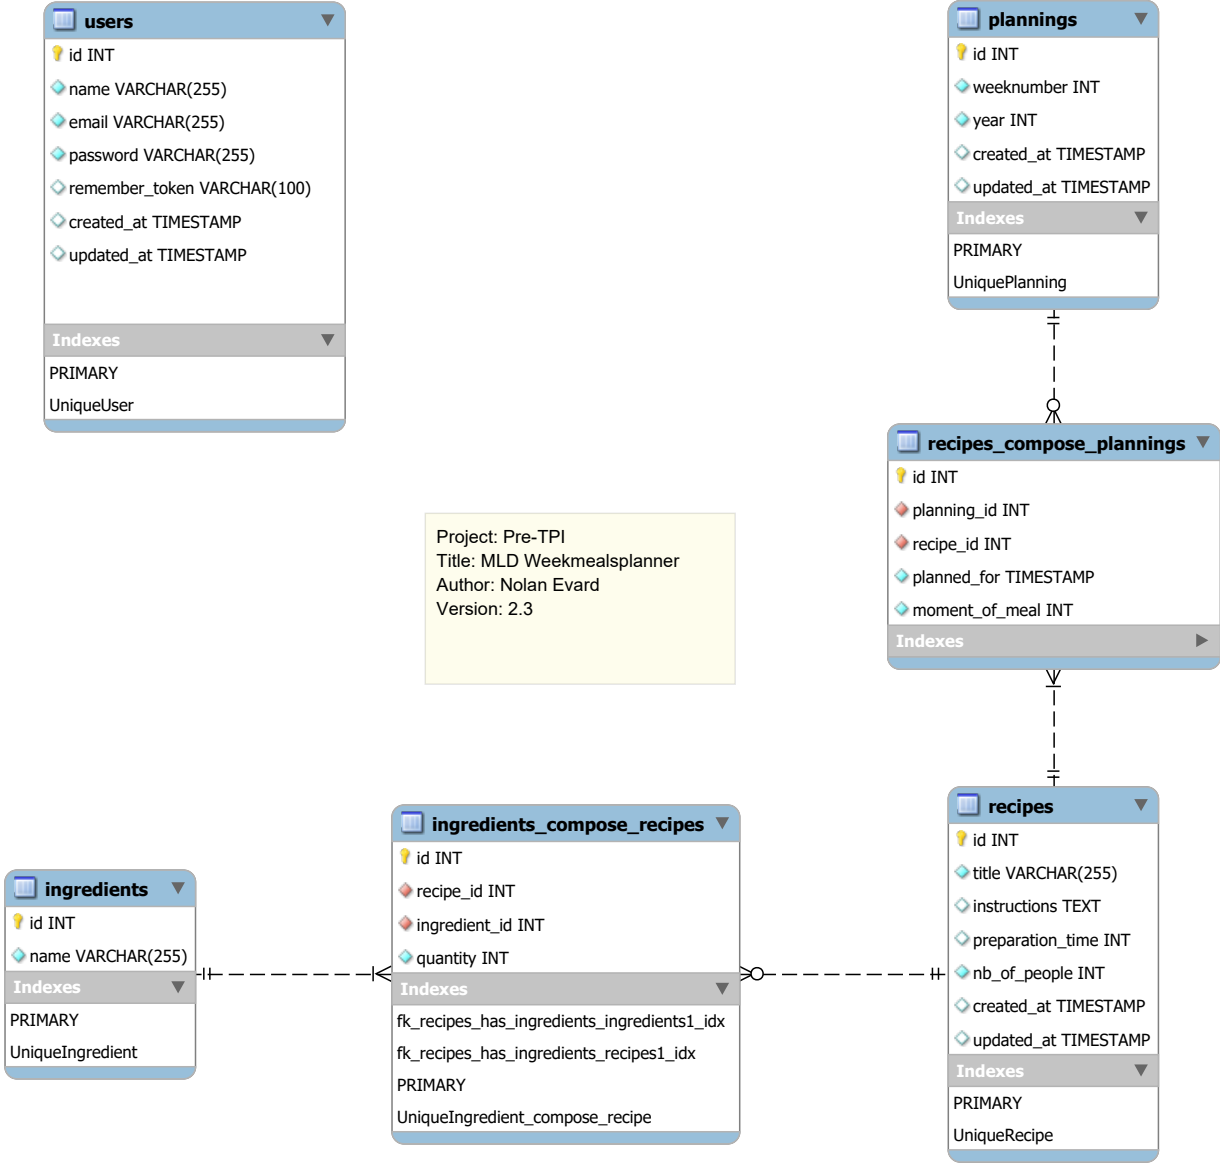 users
id INT
name VARCHAR(255)
email VARCHAR(255)
password VARCHAR(255)
remember_token VARCHAR(100)
created_at TIMESTAMP
updated_at TIMESTAMP
Indexes
PRIMARY
UniqueUser
plannings
id INT
weeknumber INT
year INT
created_at TIMESTAMP
updated_at TIMESTAMP
Indexes
PRIMARY
UniquePlanning
recipes_compose_plannings
id INT
planning_id INT
recipe_id INT
planned_for TIMESTAMP
moment_of_meal INT
Indexes
Project: Pre-TPI
Title: MLD Weekmealsplanner
Author: Nolan Evard
Version: 2.3
ingredients
id INT
name VARCHAR(255)
Indexes
PRIMARY
UniqueIngredient
ingredients_compose_recipes
id INT
recipe_id INT
ingredient_id INT
quantity INT
Indexes
fk_recipes_has_ingredients_ingredients1_idx
fk_recipes_has_ingredients_recipes1_idx
PRIMARY
UniqueIngredient_compose_recipe
recipes
id INT
title VARCHAR(255)
instructions TEXT
preparation_time INT
nb_of_people INT
created_at TIMESTAMP
updated_at TIMESTAMP
Indexes
PRIMARY
UniqueRecipe